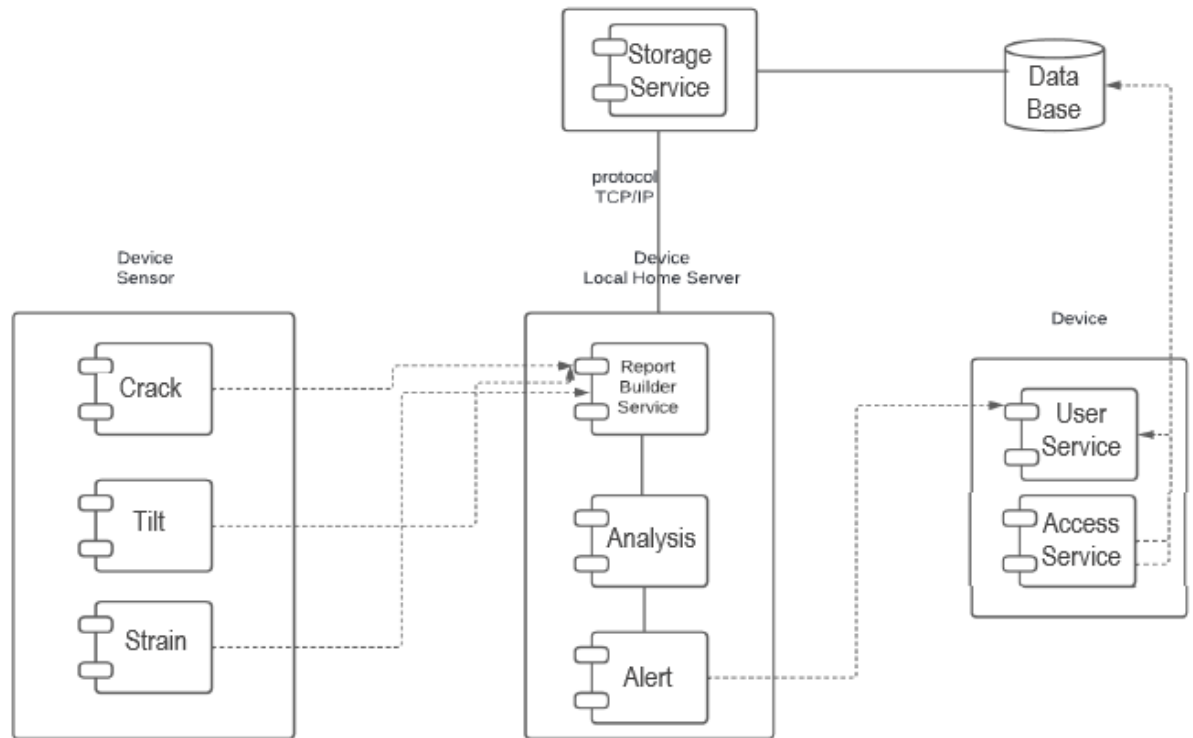 Storage
Service
Data
Base
protocol
TCP/IP
Device
Sensor
Device
Local Home Server
Device
Crack
Tilt
Strain
Report
Builder
Service
Analysis
Alert
User
Service
Access
Service